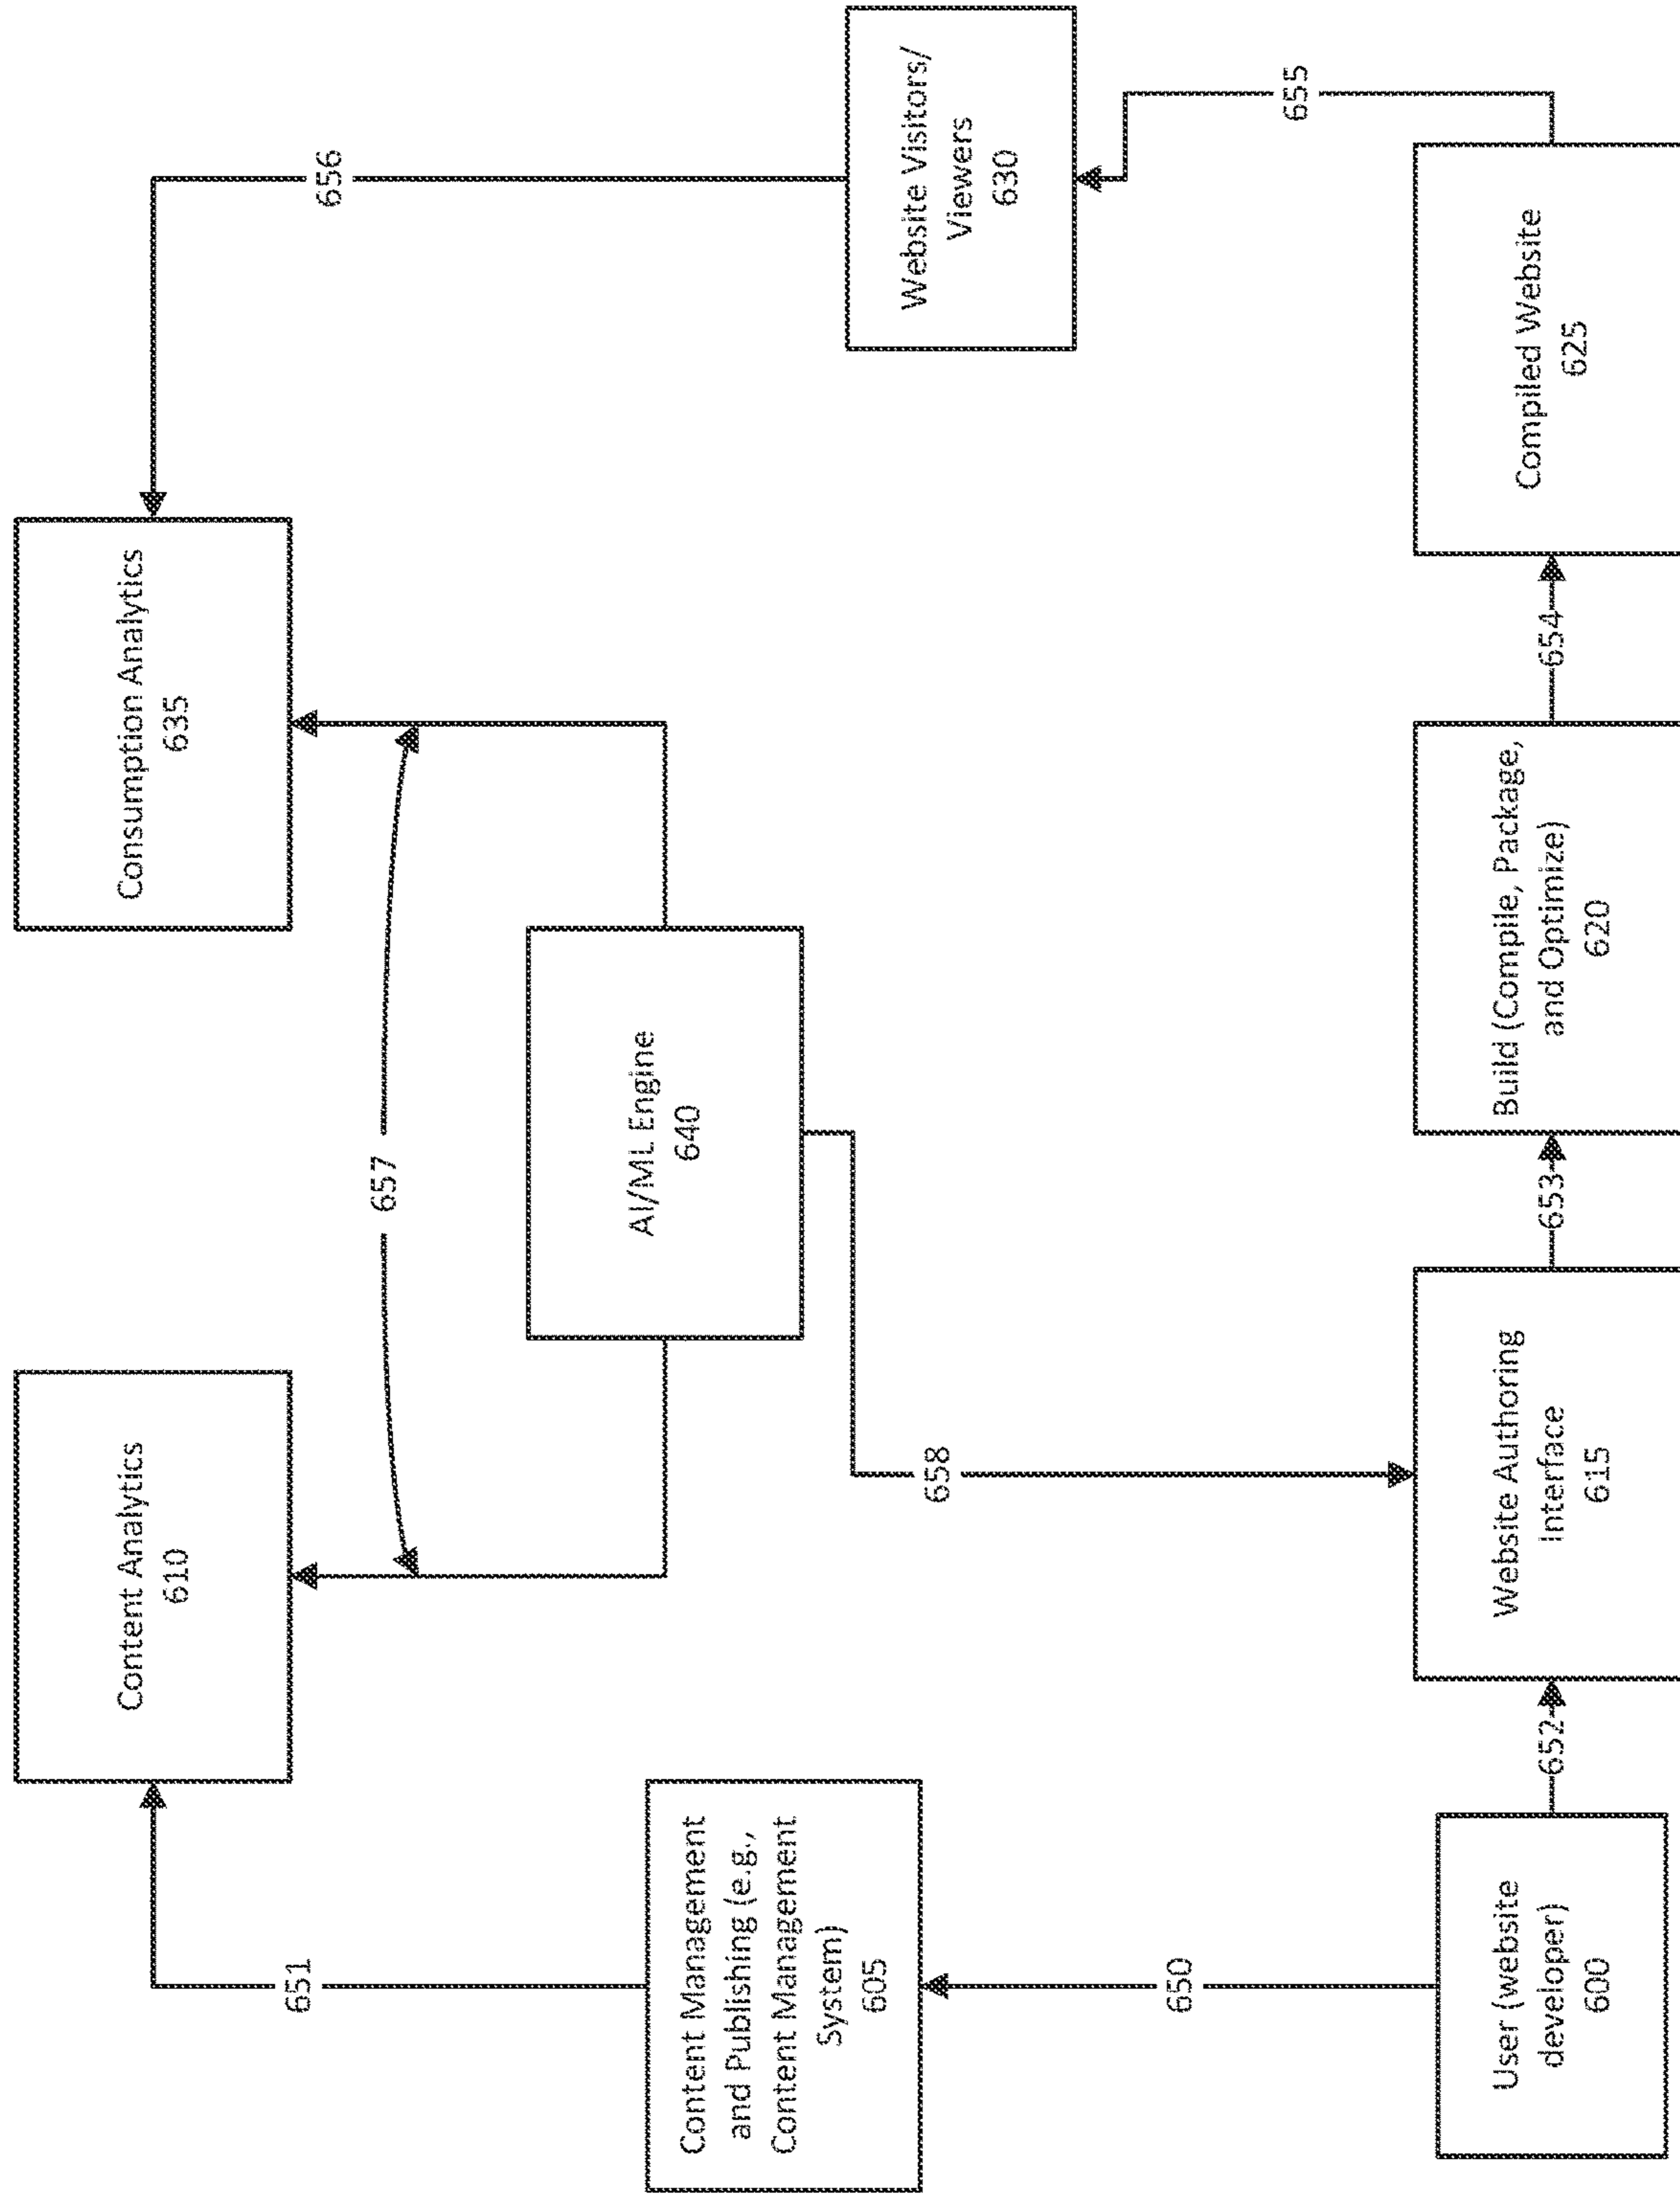 Content Analytics
610
Consumption Analytics
635
651
656
657
AI/ML Engine
640
Content Management
and Publishing (e.g.,
Content Management
System)
605
Website Visitors/
Viewers
630
658
650
655
User (website
developer)
600
652
Website Authoring
Interface
615
653
Build (Compile, Package,
and Optimize)
620
654
Compiled Website
625